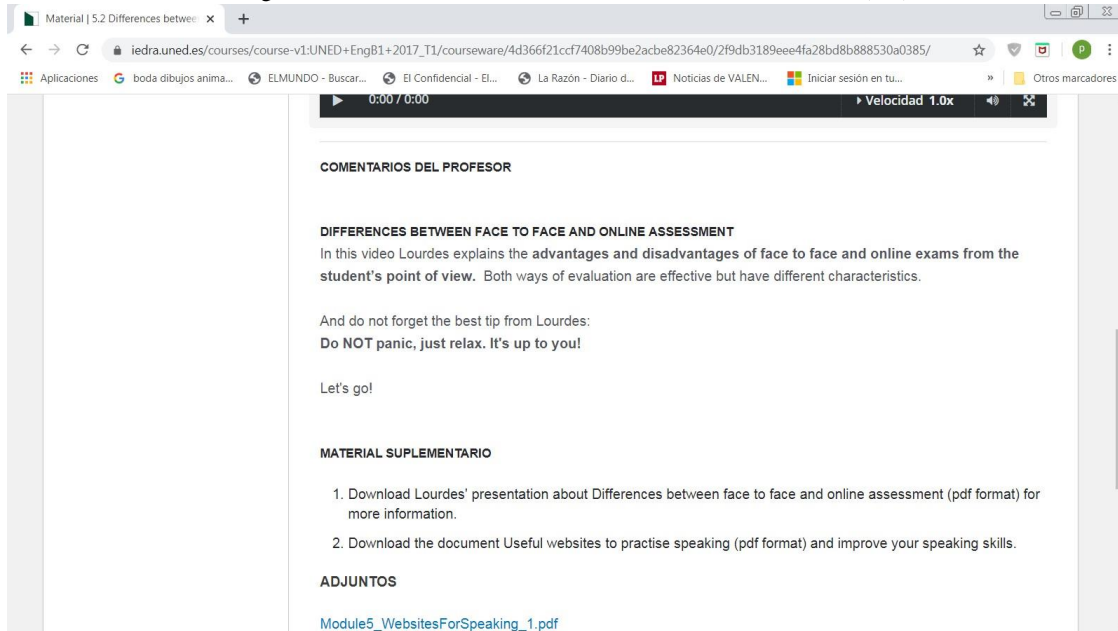 Material | 5.2 Differences betwee
iedra.uned.es/courses/course-v1:UNED+EngB1+2017_T1/courseware/4d366f21ccf7408b99be2acbe82364e0/2f9db3189eee4fa28bd8b888530a0385/
P
Aplicaciones G boda dibujos anima... ELMUNDO - Buscar... El Confidencial - El... La Razón - Diario d... LP Noticias de VALEN... Iniciar sesión en tu... » Otros marcadores
0:00 / 0:00 Velocidad 1.0x
COMENTARIOS DEL PROFESOR
DIFFERENCES BETWEEN FACE TO FACE AND ONLINE ASSESSMENT
In this video Lourdes explains the advantages and disadvantages of face to face and online exams from the
student's point of view. Both ways of evaluation are effective but have different characteristics.
And do not forget the best tip from Lourdes:
Do NOT panic, just relax. It's up to you!
Let's go!
MATERIAL SUPLEMENTARIO
1. Download Lourdes' presentation about Differences between face to face and online assessment (pdf format) for
more information.
2. Download the document Useful websites to practise speaking (pdf format) and improve your speaking skills.
ADJUNTOS
Module5_WebsitesForSpeaking_1.pdf